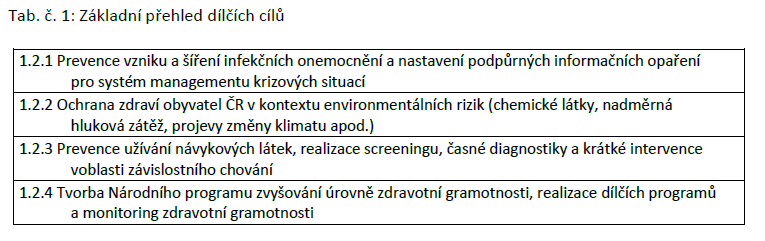 Tab. č. 1: Základní přehled dílčích cílů
1.2.1 Prevence vzniku a šíření infekčních onemocnění a nastavení podpůrných informačních opaření
pro systém managementu krizových situací
1.2.2 Ochrana zdraví obyvatel ČR v kontextu environmentálních rizik (chemické látky, nadměrná
hluková zátěž, projevy změny klimatu apod.)
1.2.3 Prevence užívání návykových látek, realizace screeningu, časné diagnostiky a krátké intervence
voblasti závislostního chování
1.2.4 Tvorba Národního programu zvyšování úrovně zdravotní gramotnosti, realizace dílčích programů
a monitoring zdravotní gramotnosti